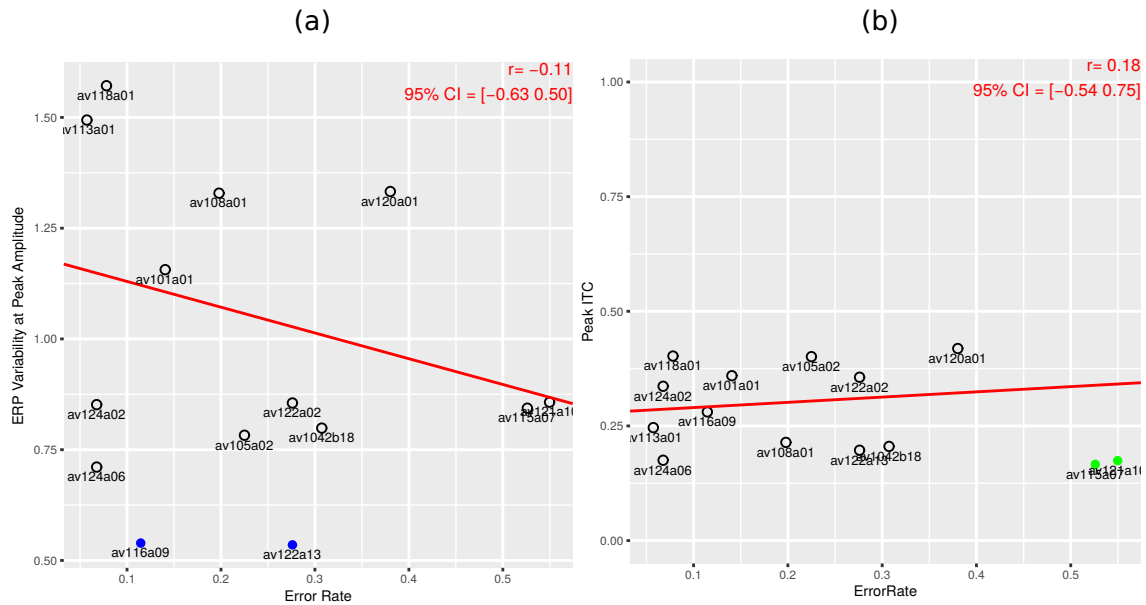 (a)
r= −0.11
95% CI = [−0.63 0.50]
ERP Variability at Peak Amplitude
1.50
1.25
1.00
0.75
0.50
av118a01
av113a01
av108a01
av120a01
av101a01
av124a02
av122a02
av115a07
av121a10
av105a02
av1042b18
av124a06
av116a09
av122a13
0.1
0.2
0.3
0.4
0.5
Error Rate
(b)
r= 0.18
95% CI = [−0.54 0.75]
Peak ITC
1.00
0.75
0.50
0.25
0.00
av118a01
av105a02
av120a01
av101a01
av124a02
av122a02
av116a09
av113a01
av108a01
av124a06
av122a13
av1042b18
av115a07
av121a10
0.1
0.2
0.3
0.4
0.5
ErrorRate